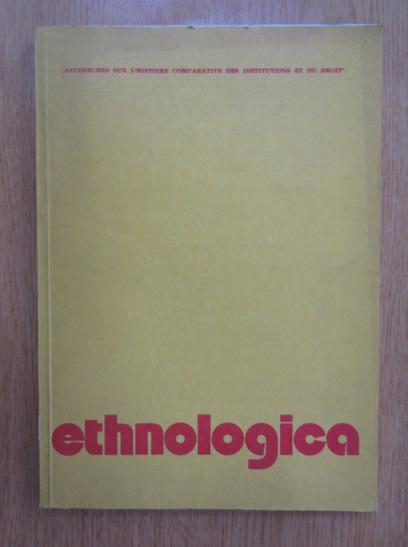 „RECHERCHES SUR L'HISTOIRE COMPARATIVE DES INSTITUTIONS ET DU DROIT"
ethnologica